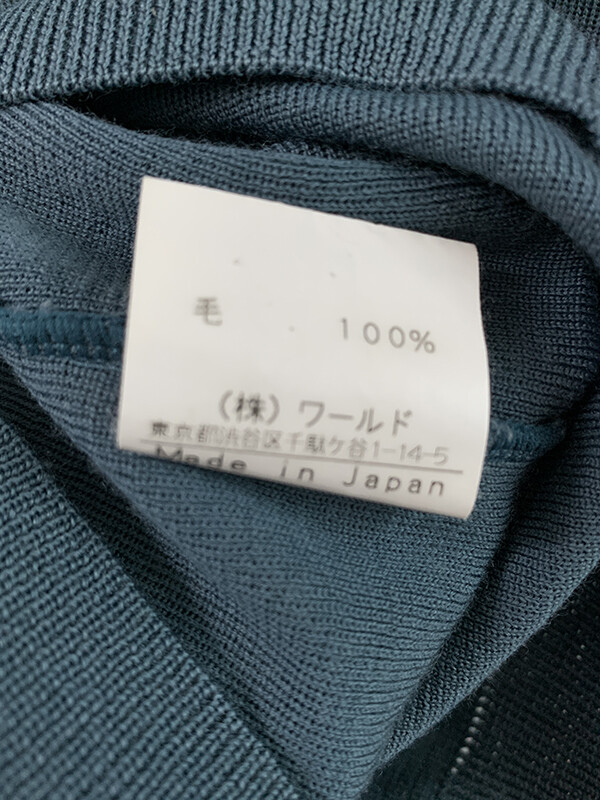 毛 100%
(株) ワールド
東京都渋谷区千駄ケ谷1-14-5
Made in Japan